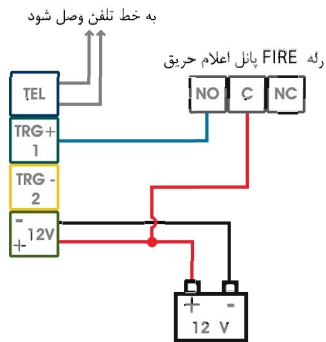 به خط تلفن وصل شود
رله FIRE پانل اعلام حریق
TEL
NO C NC
TRG+
1
TRG -
2
-
+ 12V
+ -
12 V